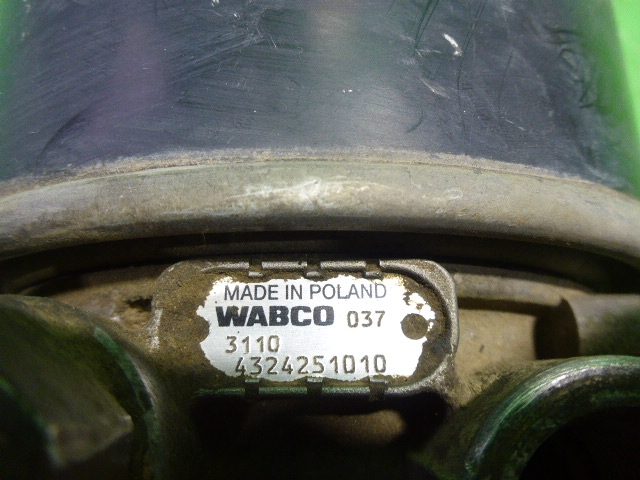 MADE IN POLAND
WABCO 037
3110
4324251010